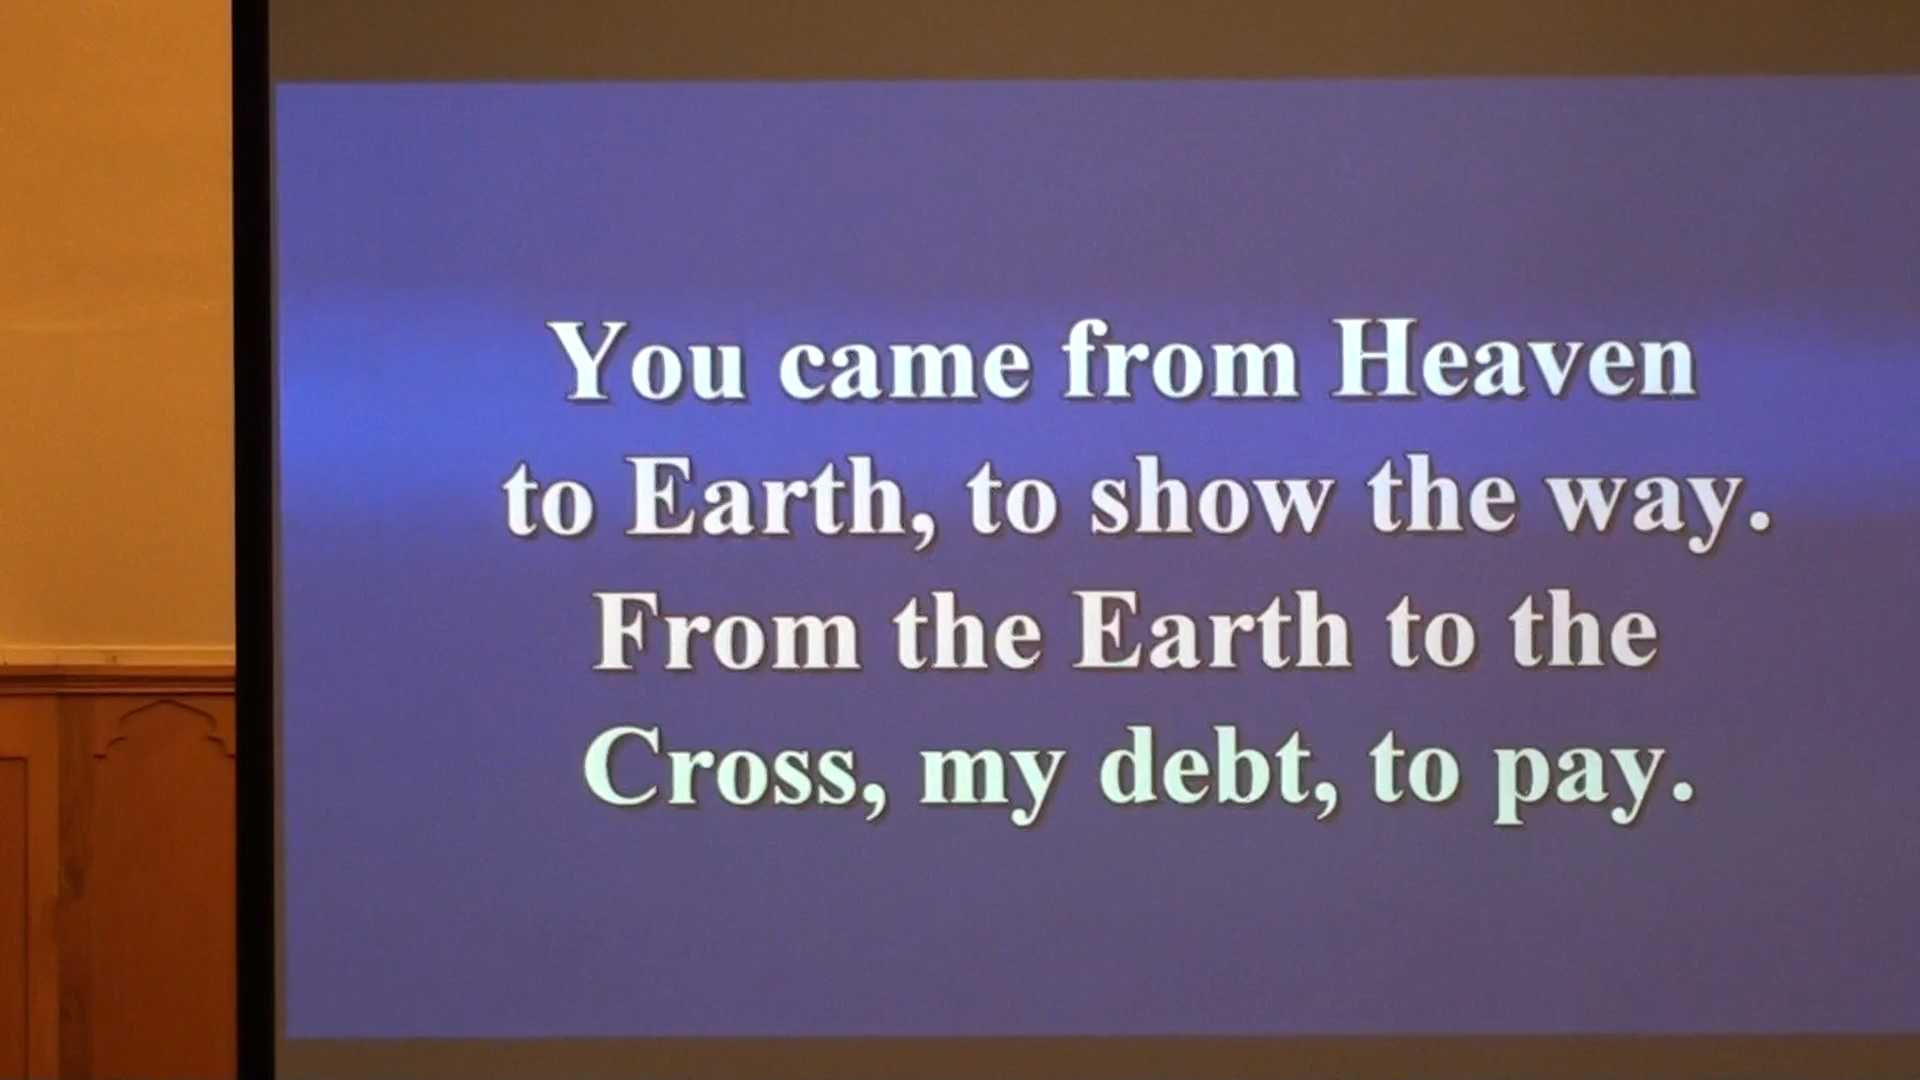 You came from Heaven
to Earth, to show the way.
From the Earth to the
Cross, my debt, to pay.